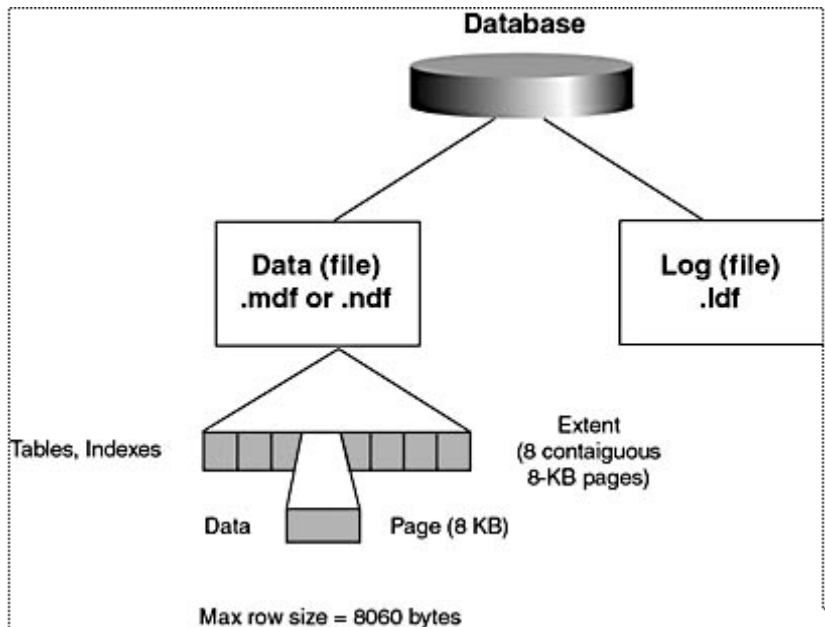 Database
Data (file)
.mdf or .ndf
Log (file)
.ldf
Tables, Indexes
Extent
(8 contaiguous
8-KB pages)
Data
Page (8 KB)
Max row size = 8060 bytes